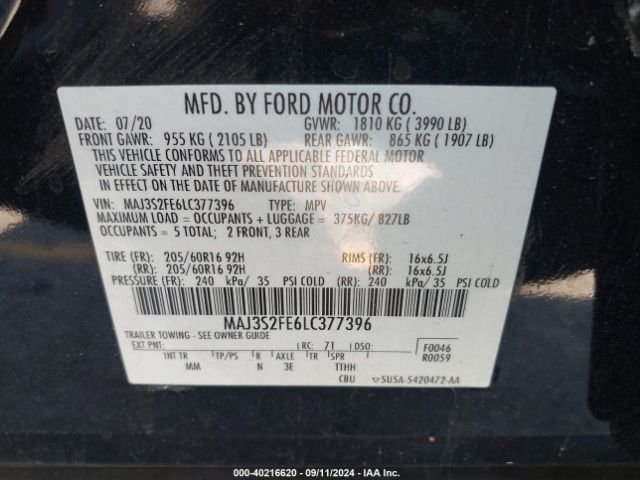 MFD. BY FORD MOTOR CO.
DATE: 07/20 GVWR: 1810 KG ( 3990 LB)
FRONT GAWR: 955 KG ( 2105 LB) REAR GAWR: 865 KG ( 1907 LB)
THIS VEHICLE CONFORMS TO ALL APPLICABLE FEDERAL MOTOR
VEHICLE SAFETY AND THEFT PREVENTION STANDARDS
IN EFFECT ON THE DATE OF MANUFACTURE SHOWN ABOVE.
VIN: MAJ3S2FE6LC377396 TYPE: MPV
MAXIMUM LOAD = OCCUPANTS + LUGGAGE = 375KG/ 827LB
OCCUPANTS = 5 TOTAL; 2 FRONT, 3 REAR
TIRE (FR): 205/60R16 92H RIMS (FR): 16x6.5J
(RR): 205/60R16 92H (RR): 16x6.5J
PRESSURE (FR): 240 kPa/ 35 PSI COLD (RR): 240 kPa/ 35 PSI COLD
MAJ3S2FE6LC377396
TRAILER TOWING - SEE OWNER GUIDE
EXT PNT: RC: 71 DSO: F0046
R0059
INT TR TP/PS R AXLE TR SPR
MM N 3E TTHH
CBU SU5A-5420472-AA
000-40216620 - 09/11/2024 - IAA Inc.